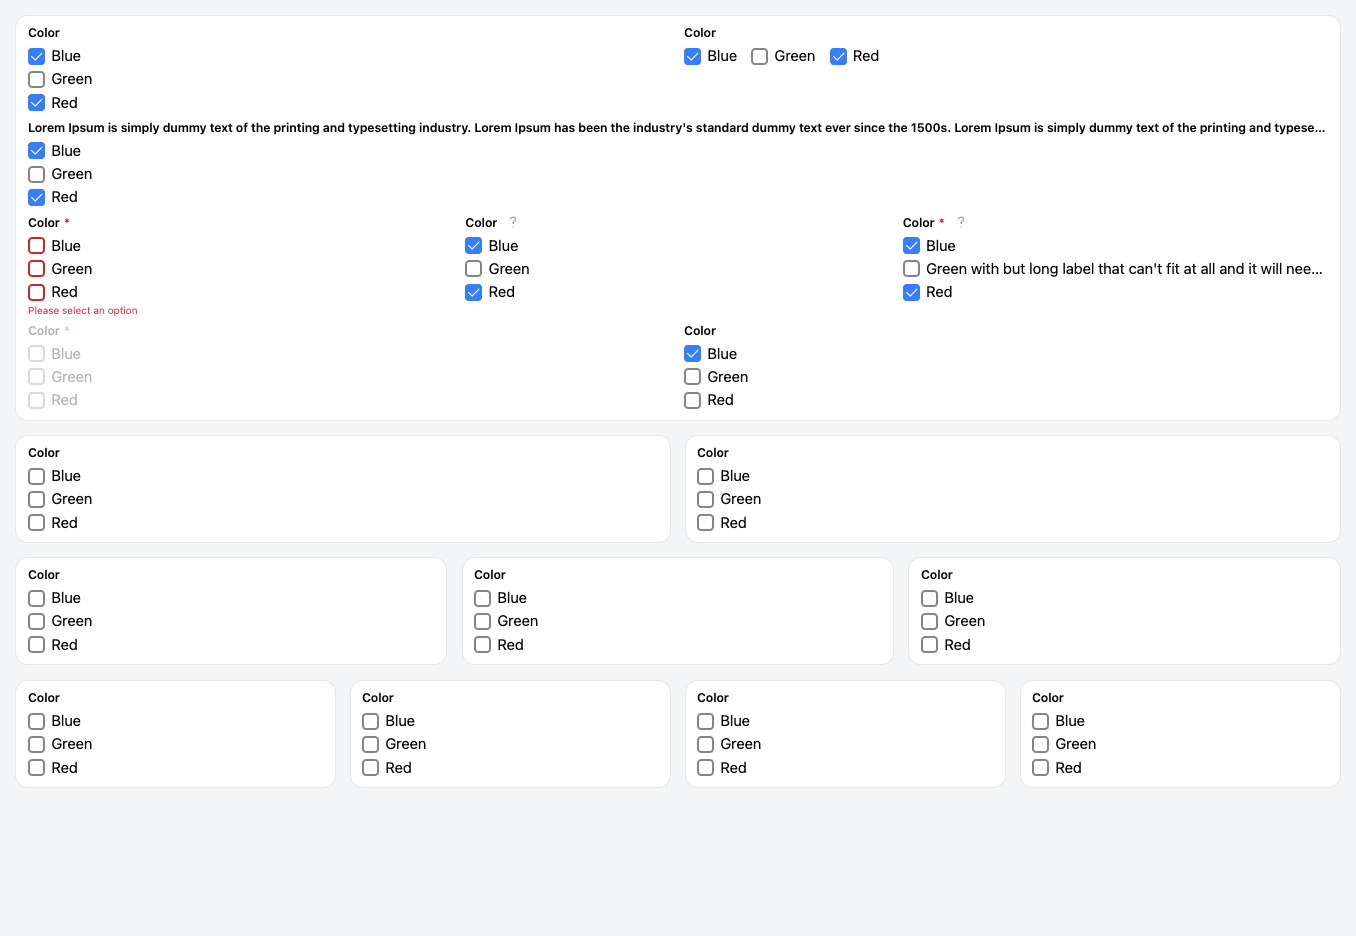 Color
Blue
Green
Red
Color
Blue Green Red
Lorem Ipsum is simply dummy text of the printing and typesetting industry. Lorem Ipsum has been the industry's standard dummy text ever since the 1500s. Lorem Ipsum is simply dummy text of the printing and typese...
Blue
Green
Red
Color *
Blue
Green
Red
Please select an option
Color ?
Blue
Green
Red
Color * ?
Blue
Green with but long label that can't fit at all and it will nee...
Red
Color *
Blue
Green
Red
Color
Blue
Green
Red
Color
Blue
Green
Red
Color
Blue
Green
Red
Color
Blue
Green
Red
Color
Blue
Green
Red
Color
Blue
Green
Red
Color
Blue
Green
Red
Color
Blue
Green
Red
Color
Blue
Green
Red
Color
Blue
Green
Red